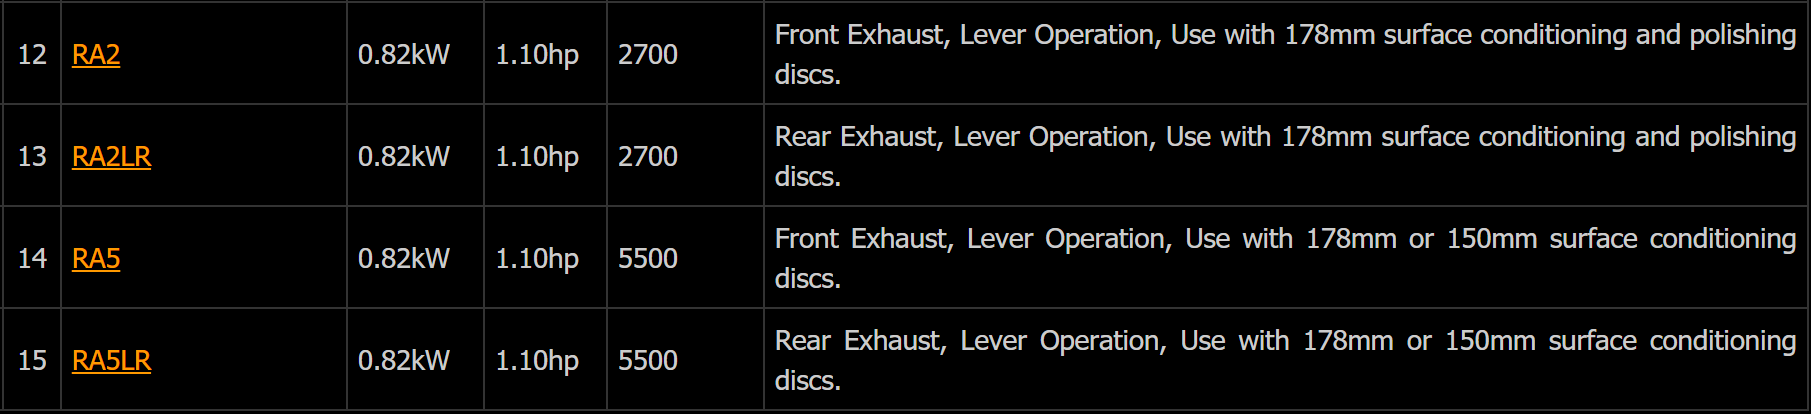 12 RA2 0.82kW 1.10hp 2700 Front Exhaust, Lever Operation, Use with 178mm surface conditioning and polishing
discs.
13 RA2LR 0.82kW 1.10hp 2700 Rear Exhaust, Lever Operation, Use with 178mm surface conditioning and polishing
discs.
14 RA5 0.82kW 1.10hp 5500 Front Exhaust, Lever Operation, Use with 178mm or 150mm surface conditioning
discs.
15 RA5LR 0.82kW 1.10hp 5500 Rear Exhaust, Lever Operation, Use with 178mm or 150mm surface conditioning
discs.